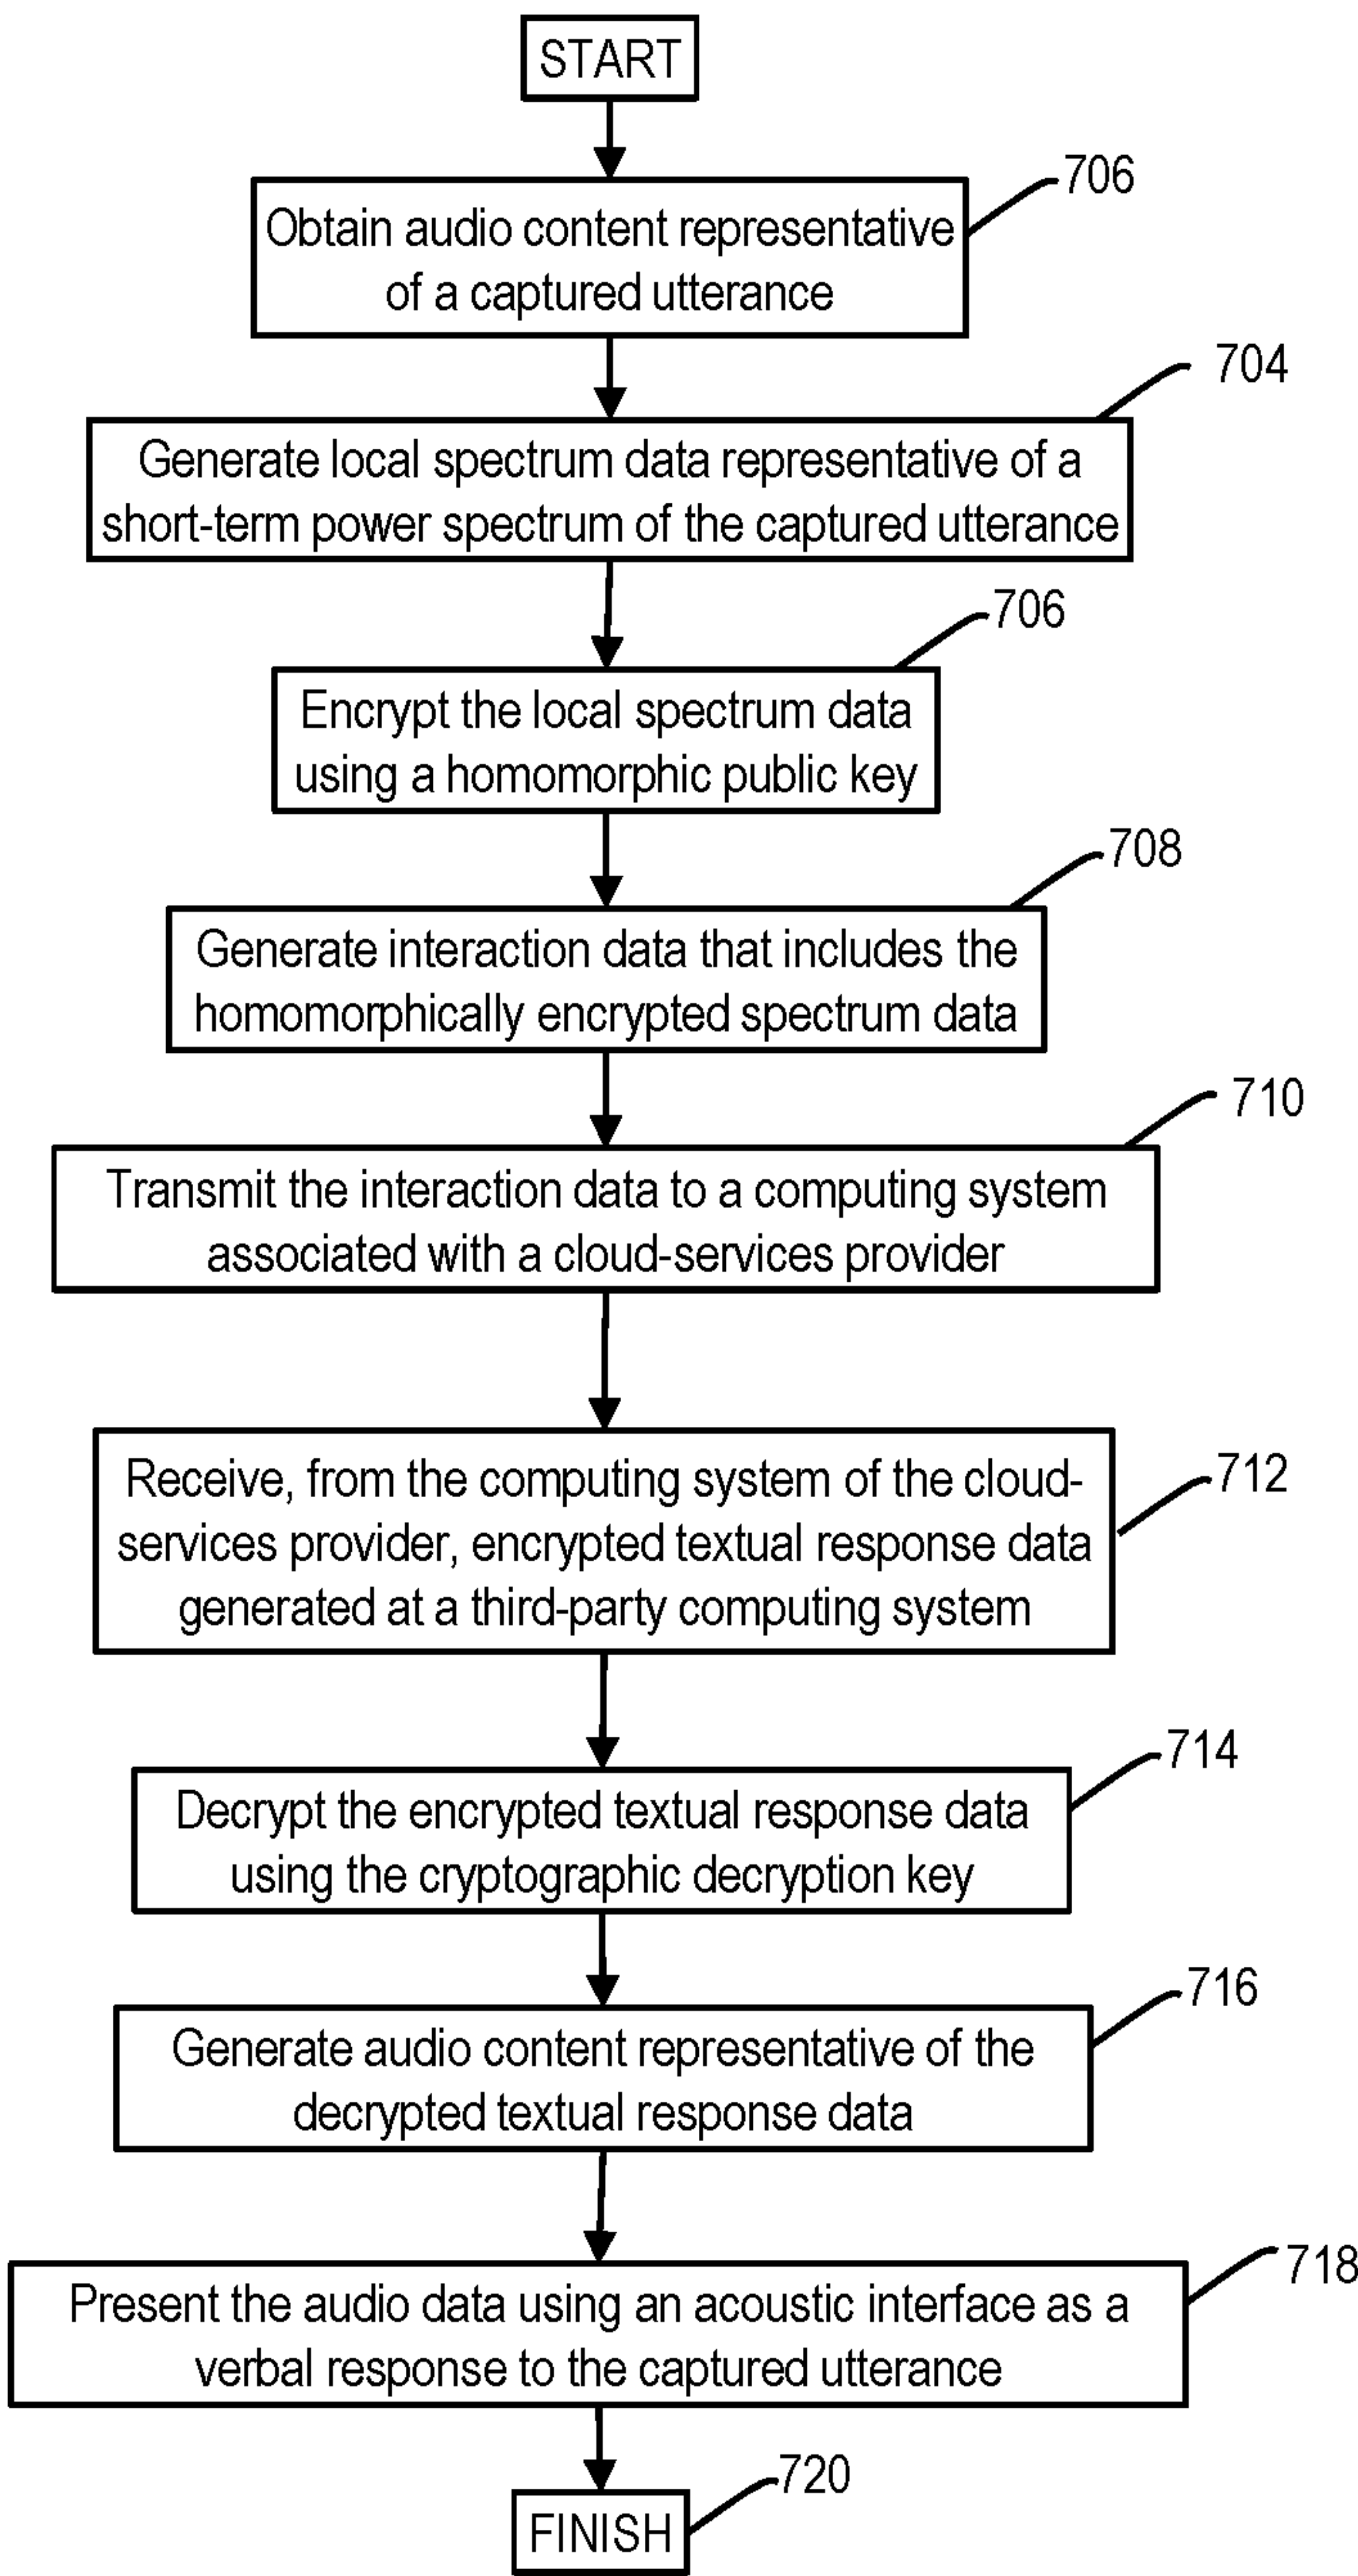 START
706
Obtain audio content representative
of a captured utterance
704
Generate local spectrum data representative of a
short-term power spectrum of the captured utterance
706
Encrypt the local spectrum data
using a homomorphic public key
708
Generate interaction data that includes the
homomorphically encrypted spectrum data
710
Transmit the interaction data to a computing system
associated with a cloud-services provider
712
Receive, from the computing system of the cloud-
services provider, encrypted textual response data
generated at a third-party computing system
714
Decrypt the encrypted textual response data
using the cryptographic decryption key
716
Generate audio content representative of the
decrypted textual response data
718
Present the audio data using an acoustic interface as a
verbal response to the captured utterance
720
FINISH